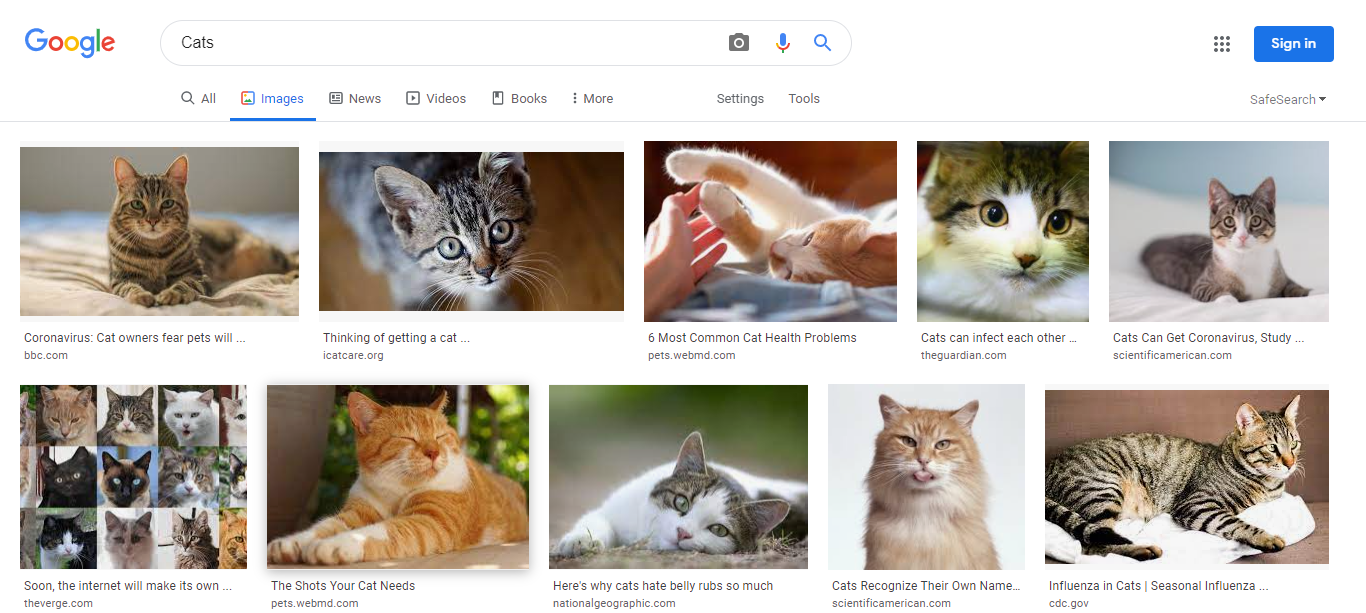 Google
Cats
Sign in
All Images News Videos Books More Settings Tools SafeSearch
Coronavirus: Cat owners fear pets will ...
bbc.com
Thinking of getting a cat ...
icatcare.org
6 Most Common Cat Health Problems
pets.webmd.com
Cats can infect each other ...
theguardian.com
Cats Can Get Coronavirus, Study ...
scientificamerican.com
Soon, the internet will make its own ...
theverge.com
The Shots Your Cat Needs
pets.webmd.com
Here's why cats hate belly rubs so much
nationalgeographic.com
Cats Recognize Their Own Name...
scientificamerican.com
Influenza in Cats | Seasonal Influenza ...
cdc.gov